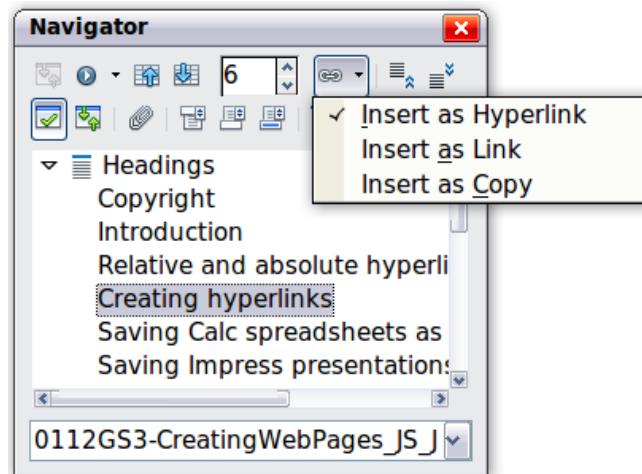 Navigator
6
Insert as Hyperlink
Insert as Link
Insert as Copy
Headings
Copyright
Introduction
Relative and absolute hyperli
Creating hyperlinks
Saving Calc spreadsheets as
Saving Impress presentations
0112GS3-CreatingWebPages_JS_J